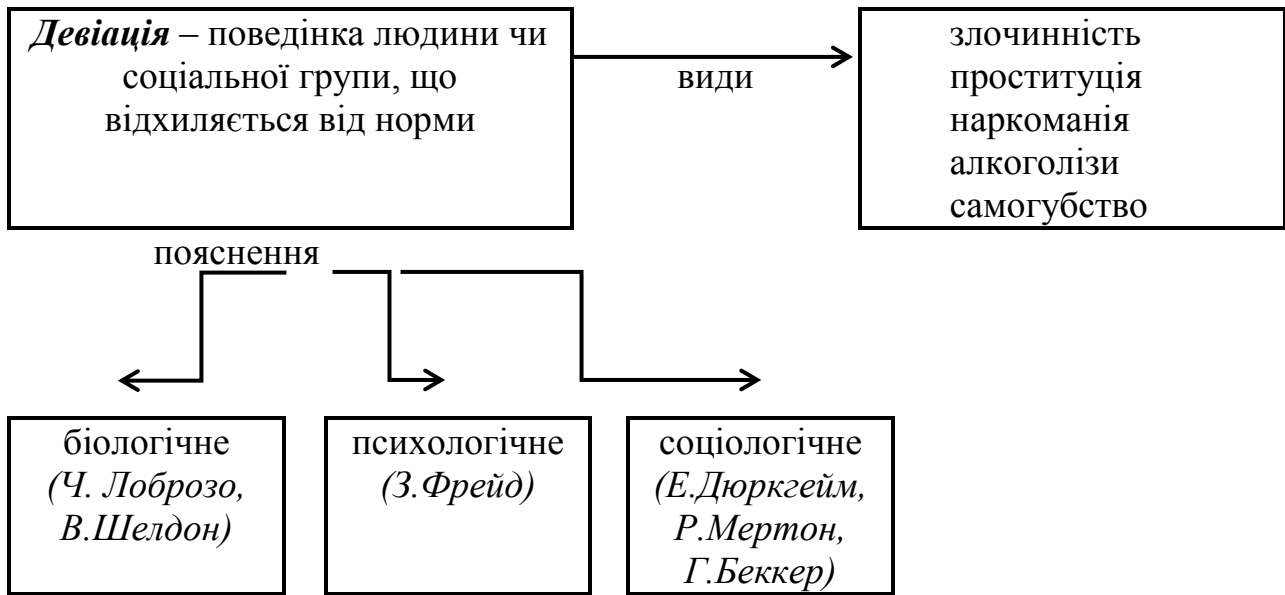 Девіація – поведінка людини чи
соціальної групи, що
відхиляється від норми
види
злочинність
проституція
наркоманія
алкоголізи
самогубство
пояснення
біологічне
(Ч. Лоброзо,
В.Шелдон)
психологічне
(З.Фрейд)
соціологічне
(Е.Дюркгейм,
Р.Мертон,
Г.Беккер)